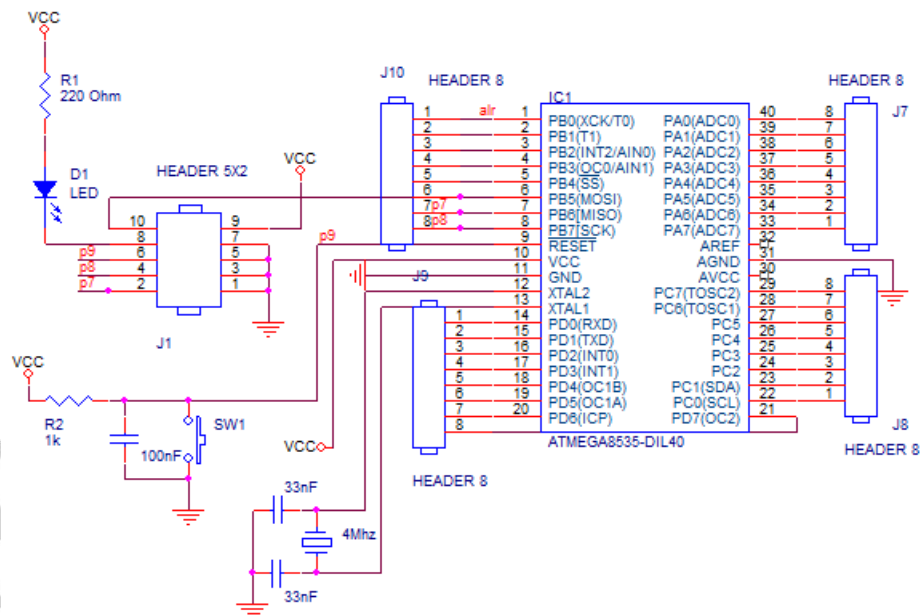 VCC
R1
220 Ohm
D1
LED
HEADER 5X2
VCC
10 9
8 7
6 5
4 3
2 1
p9
p8
p7
J1
p9
VCC
R2
1k
100nF
SW1
VCC
33nF
4Mhz
33nF
J10
HEADER 8
1
2
3
4
5
6
7
8
p7
p8
J9
1
2
3
4
5
6
7
8
HEADER 8
IC1
1 PB0(XCK/T0) PA0(ADC0) 40
2 PB1(T1) PA1(ADC1) 39
3 PB2(INT2/AIN0) PA2(ADC2) 38
4 PB3(OC0/AIN1) PA3(ADC3) 37
5 PB4(SS) PA4(ADC4) 36
6 PB5(MOSI) PA5(ADC5) 35
7 PB6[MISO) PA6(ADC6) 34
8 PB7[SCK) PA7(ADC7) 33
9 RESET AREF 32
10 VCC AGND 31
11 GND AVCC 30
12 XTAL2 PC7(TOSC2) 29
13 XTAL1 PC6(TOSC1) 28
14 PD0(RXD) PC5 27
15 PD1(TXD) PC4 26
16 PD2(INT0) PC3 25
17 PD3(INT1) PC2 24
18 PD4(OC1B) PC1(SDA) 23
19 PD5(OC1A) PC0(SCL) 22
20 PD6(ICP) PD7(OC2) 21
ATMEGA8535-DIL40
HEADER 8
J7
8
7
6
5
4
3
2
1
8
7
6
5
4
3
2
1
J8
HEADER 8